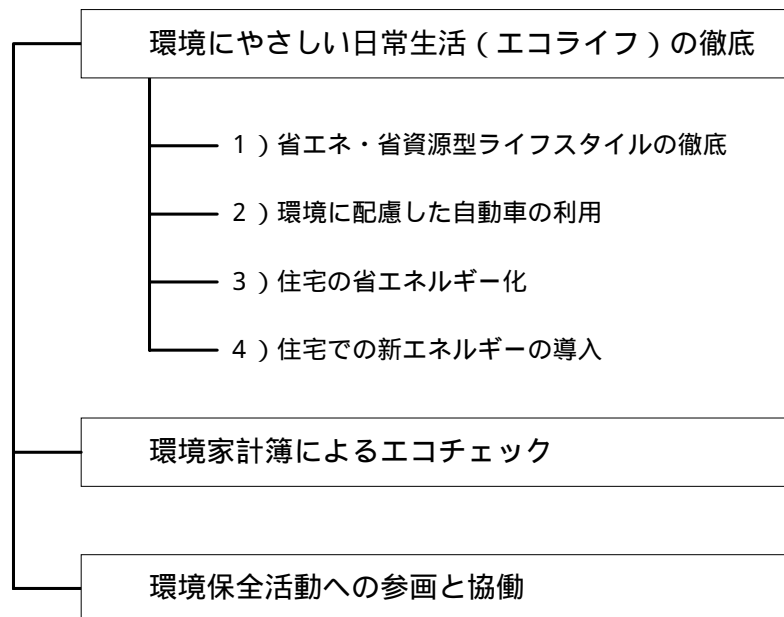 環境にやさしい日常生活(エコライフ)の徹底
1)省エネ・省資源型ライフスタイルの徹底
2)環境に配慮した自動車の利用
3)住宅の省エネルギー化
4)住宅での新エネルギーの導入
環境家計簿によるエコチェック
環境保全活動への参画と協働